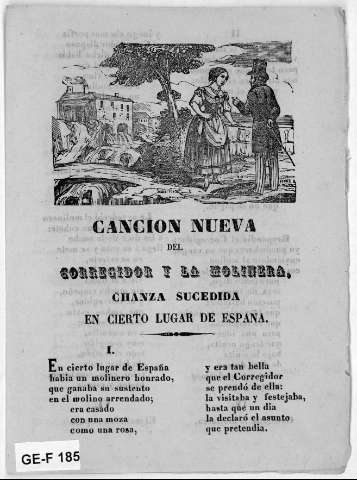 CANCION NUEVA
DEL
CORREGIDOR Y LA MOLINERA,
CHANZA SUCEDIDA
EN CIERTO LUGAR DE ESPAÑA.
I.
En cierto lugar de España
habia un molinero honrado,
que ganaba su sustento
en el molino arrendado;
era casado
con una moza
como una rosa,
y era tan bella
que el Corregidor
se prendó de ella:
la visitaba y festejaba,
hasta que un dia
la declaró el asunto
que pretendia.
GE-F 185